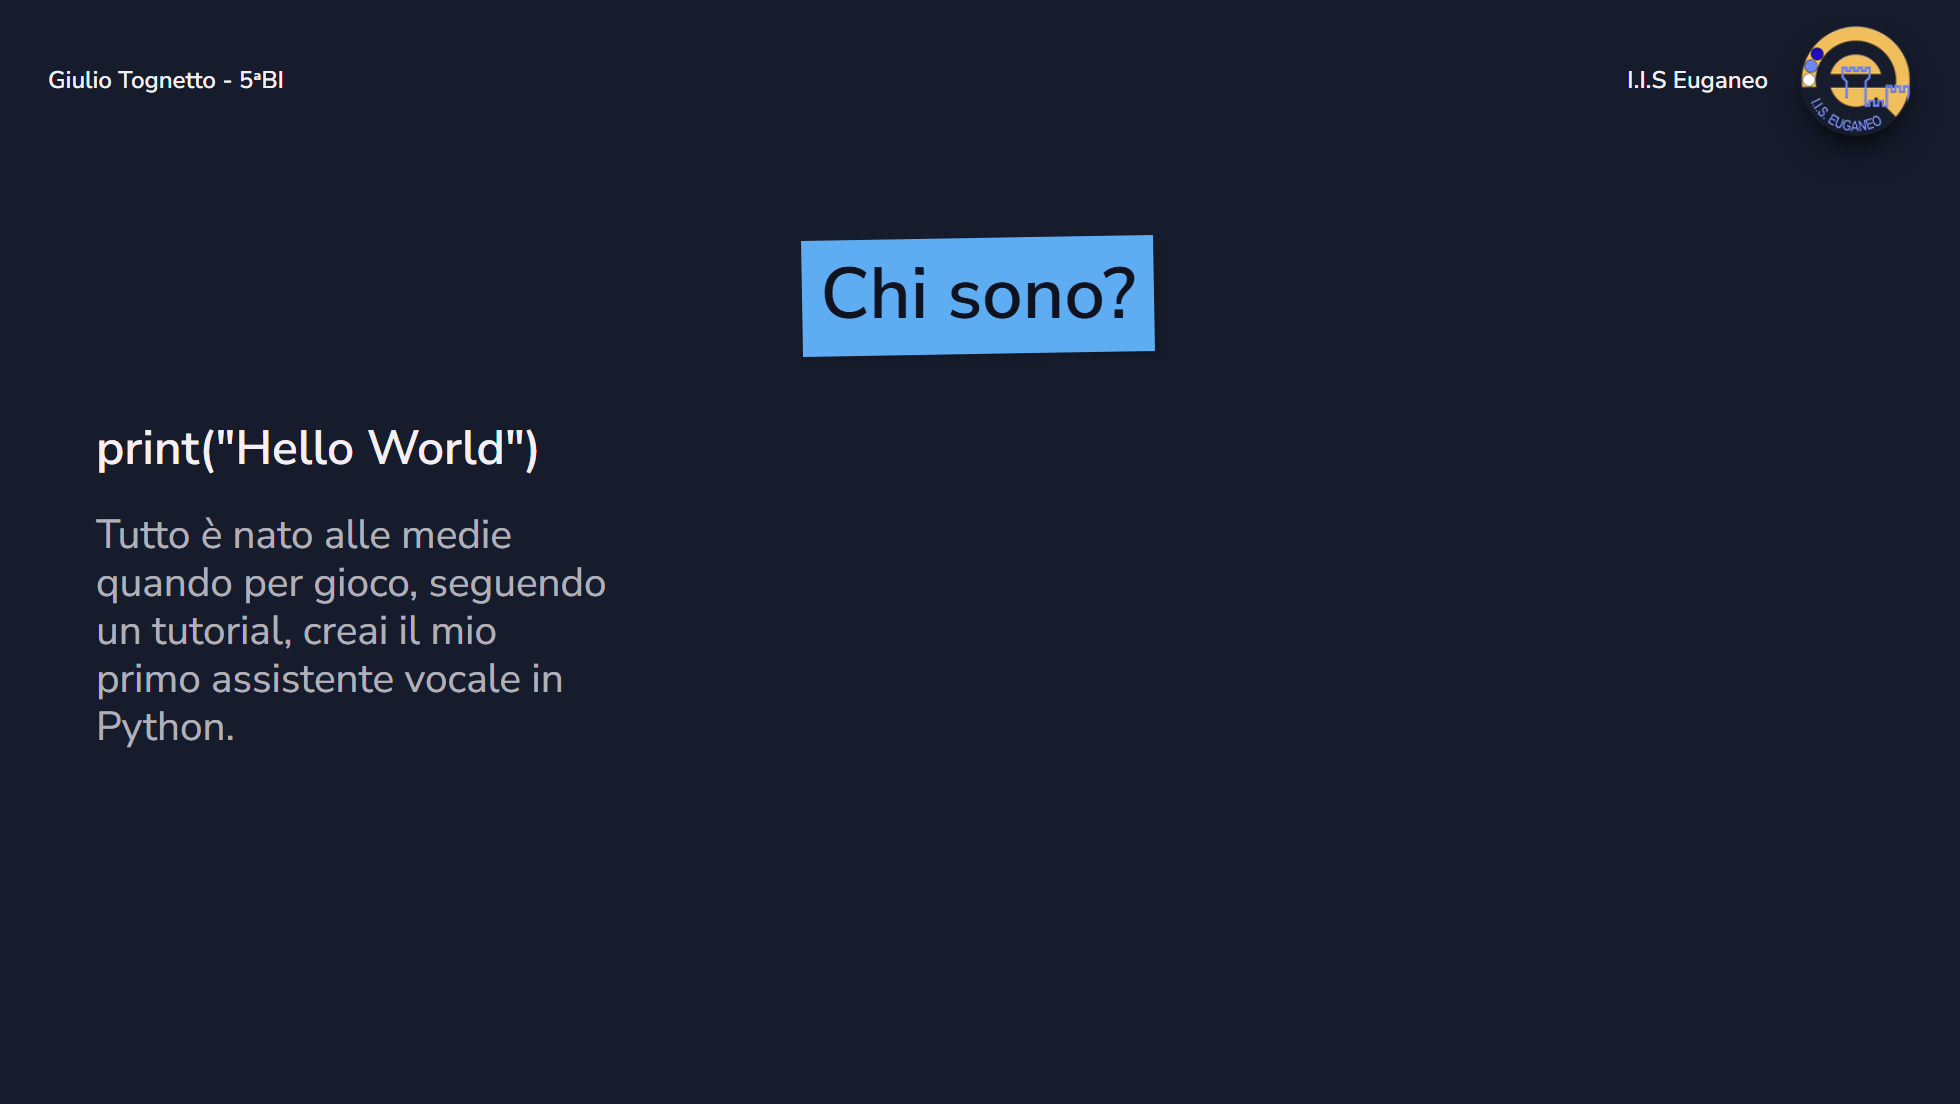 Giulio Tognetto - 5ªBI
I.I.S Euganeo
I.I.S. EUGANEO
Chi sono?
print("Hello World")
Tutto è nato alle medie
quando per gioco, seguendo
un tutorial, creai il mio
primo assistente vocale in
Python.